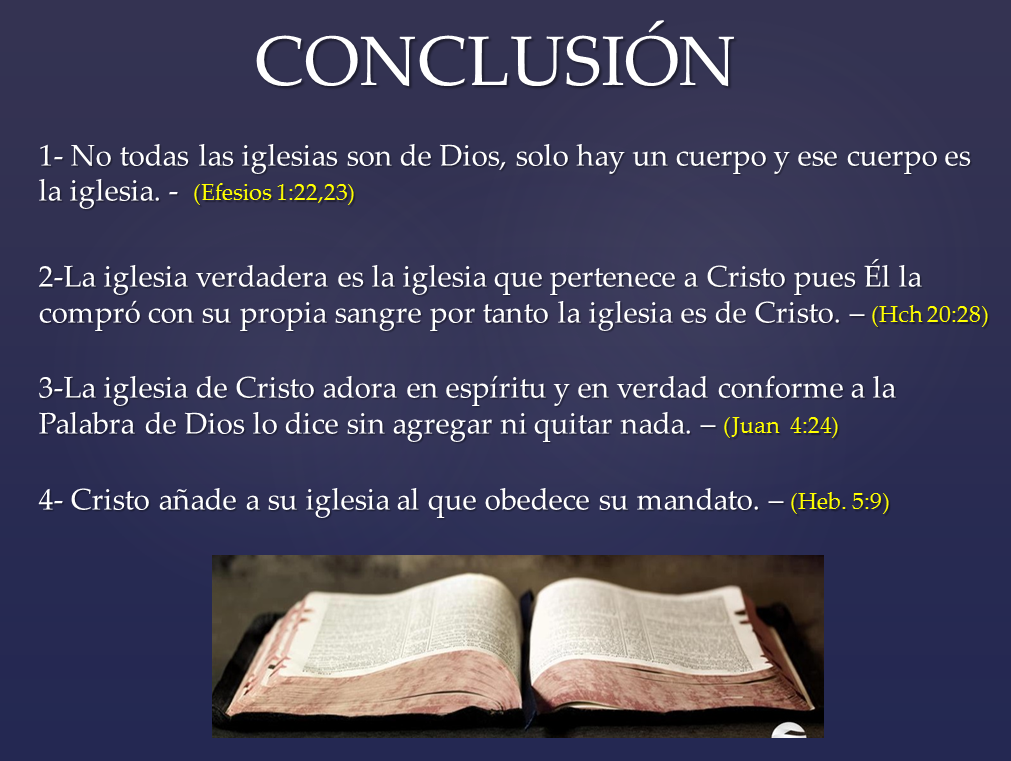 CONCLUSIÓN
1- No todas las iglesias son de Dios, solo hay un cuerpo y ese cuerpo es
la iglesia. - (Efesios 1:22,23)
2-La iglesia verdadera es la iglesia que pertenece a Cristo pues Él la
compró con su propia sangre por tanto la iglesia es de Cristo. – (Hch 20:28)
3-La iglesia de Cristo adora en espíritu y en verdad conforme a la
Palabra de Dios lo dice sin agregar ni quitar nada. – (Juan 4:24)
4- Cristo añade a su iglesia al que obedece su mandato. – (Heb. 5:9)